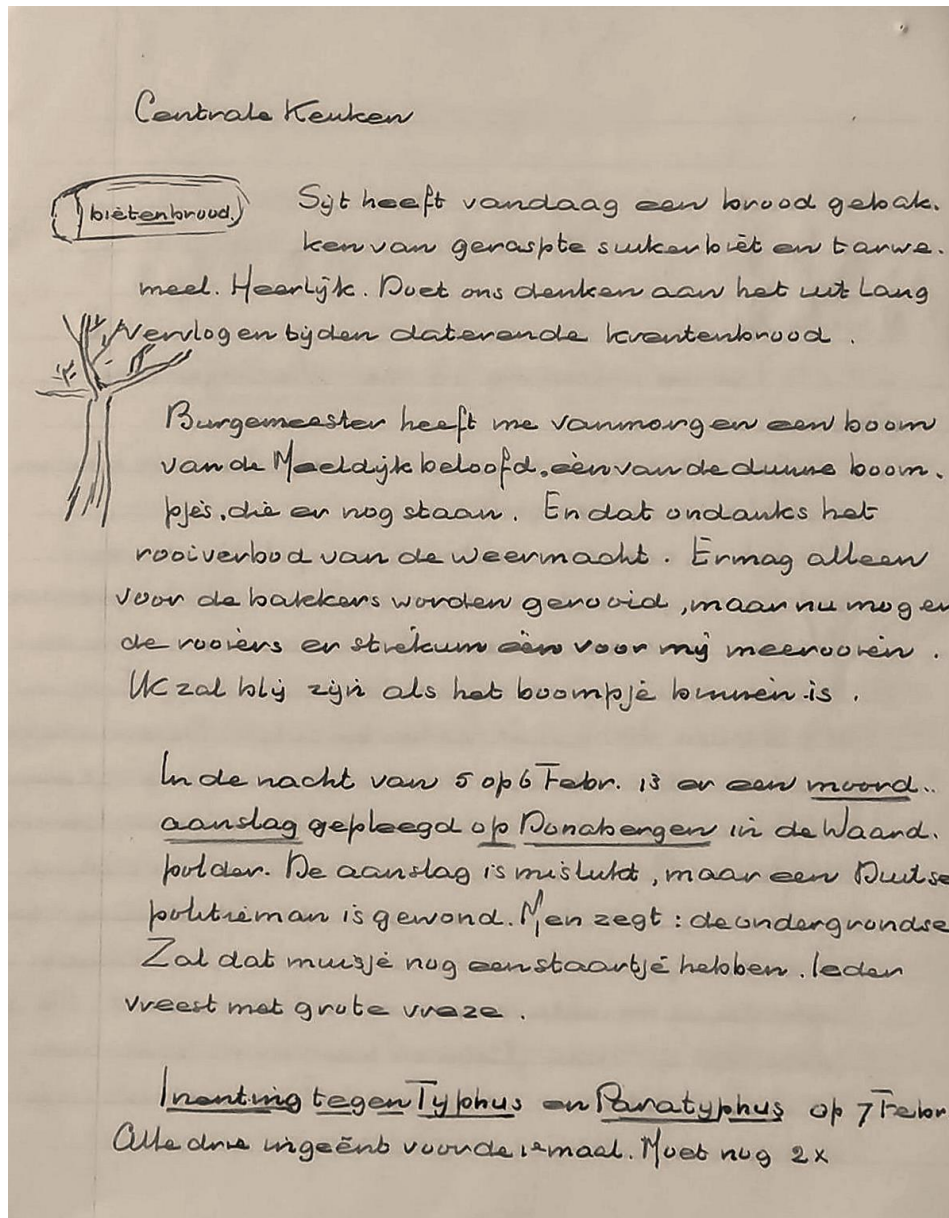 Centrale Keuken
bietenbrood.
Sijt heeft vandaag een brood gebak.
ken van geraspte suikerbiet en tarwe.
meel. Heerlijk. Doet ons denken aan het uit lang
vervlogen tijden daterende krentenbrood.
Burgemeester heeft me vanmorgen een boom
van de Meeldijk beloofd, één van de dunne boom.
pjes, die er nog staan. En dat ondanks het
rooiverbod van de weermacht. Er mag alleen
voor de bakkers worden gerooid, maar nu mogen
de rooiers er stiekum één voor mij meerooien.
Ik zal blij zijn als het boompje binnen is.
In de nacht van 5 op 6 Febr. is er een moord..
aanslag gepleegd op Donabergen in de Waard.
polder. De aanslag is mislukt, maar een Duitse
politieman is gewond. Men zegt: de ondergrondse
Zal dat muisje nog een staartje hebben. Ieder
vreest met grote vreze.
Inenting tegen Typhus en Paratyphus op 7 Febr
Alle drie ingeënt voor de 1e maal. Moet nog 2x